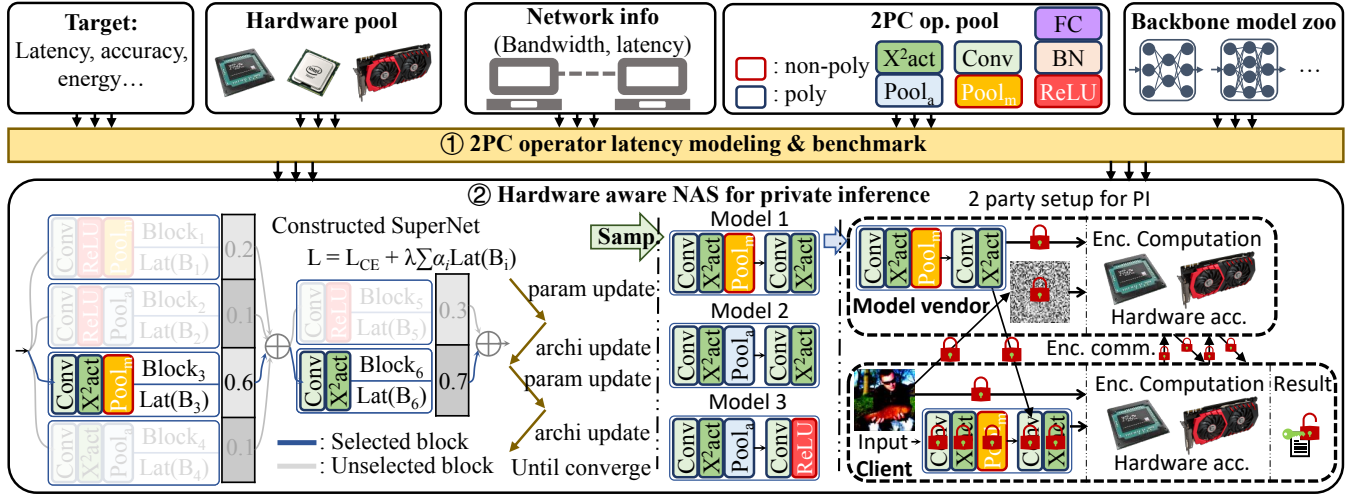 Target:
Latency, accuracy,
energy…
Hardware pool
Network info
(Bandwidth, latency)
2PC op. pool
: non-poly
: poly
X²act
Conv
FC
BN
Poolₐ
Poolₘ
ReLU
Backbone model zoo
…
① 2PC operator latency modeling & benchmark
② Hardware aware NAS for private inference
Conv
ReLU
Poolₘ
Block₁
Lat(B₁)
0.2
Conv
ReLU
Poolₐ
Block₂
Lat(B₂)
0.1
Conv
X²act
Poolₘ
Block₃
Lat(B₃)
0.6
Conv
X²act
Poolₐ
Block₄
Lat(B₄)
0.1
Constructed SuperNet
L = L_CE + λ∑αᵢLat(Bᵢ)
Conv
ReLU
Block₅
Lat(B₅)
0.3
Conv
X²act
Block₆
Lat(B₆)
0.7
: Selected block
: Unselected block
param update
archi update
param update
archi update
Until converge
Samp.
Model 1
Conv
X²act
Poolₘ
Conv
X²act
Model 2
Conv
X²act
Poolₐ
Conv
X²act
Model 3
Conv
X²act
Poolₐ
Conv
ReLU
2 party setup for PI
Conv
X²act
Poolₘ
Conv
X²act
Model vendor
Enc. Computation
Hardware acc.
Enc. comm.
Input
Client
Enc. Computation
Hardware acc.
Result